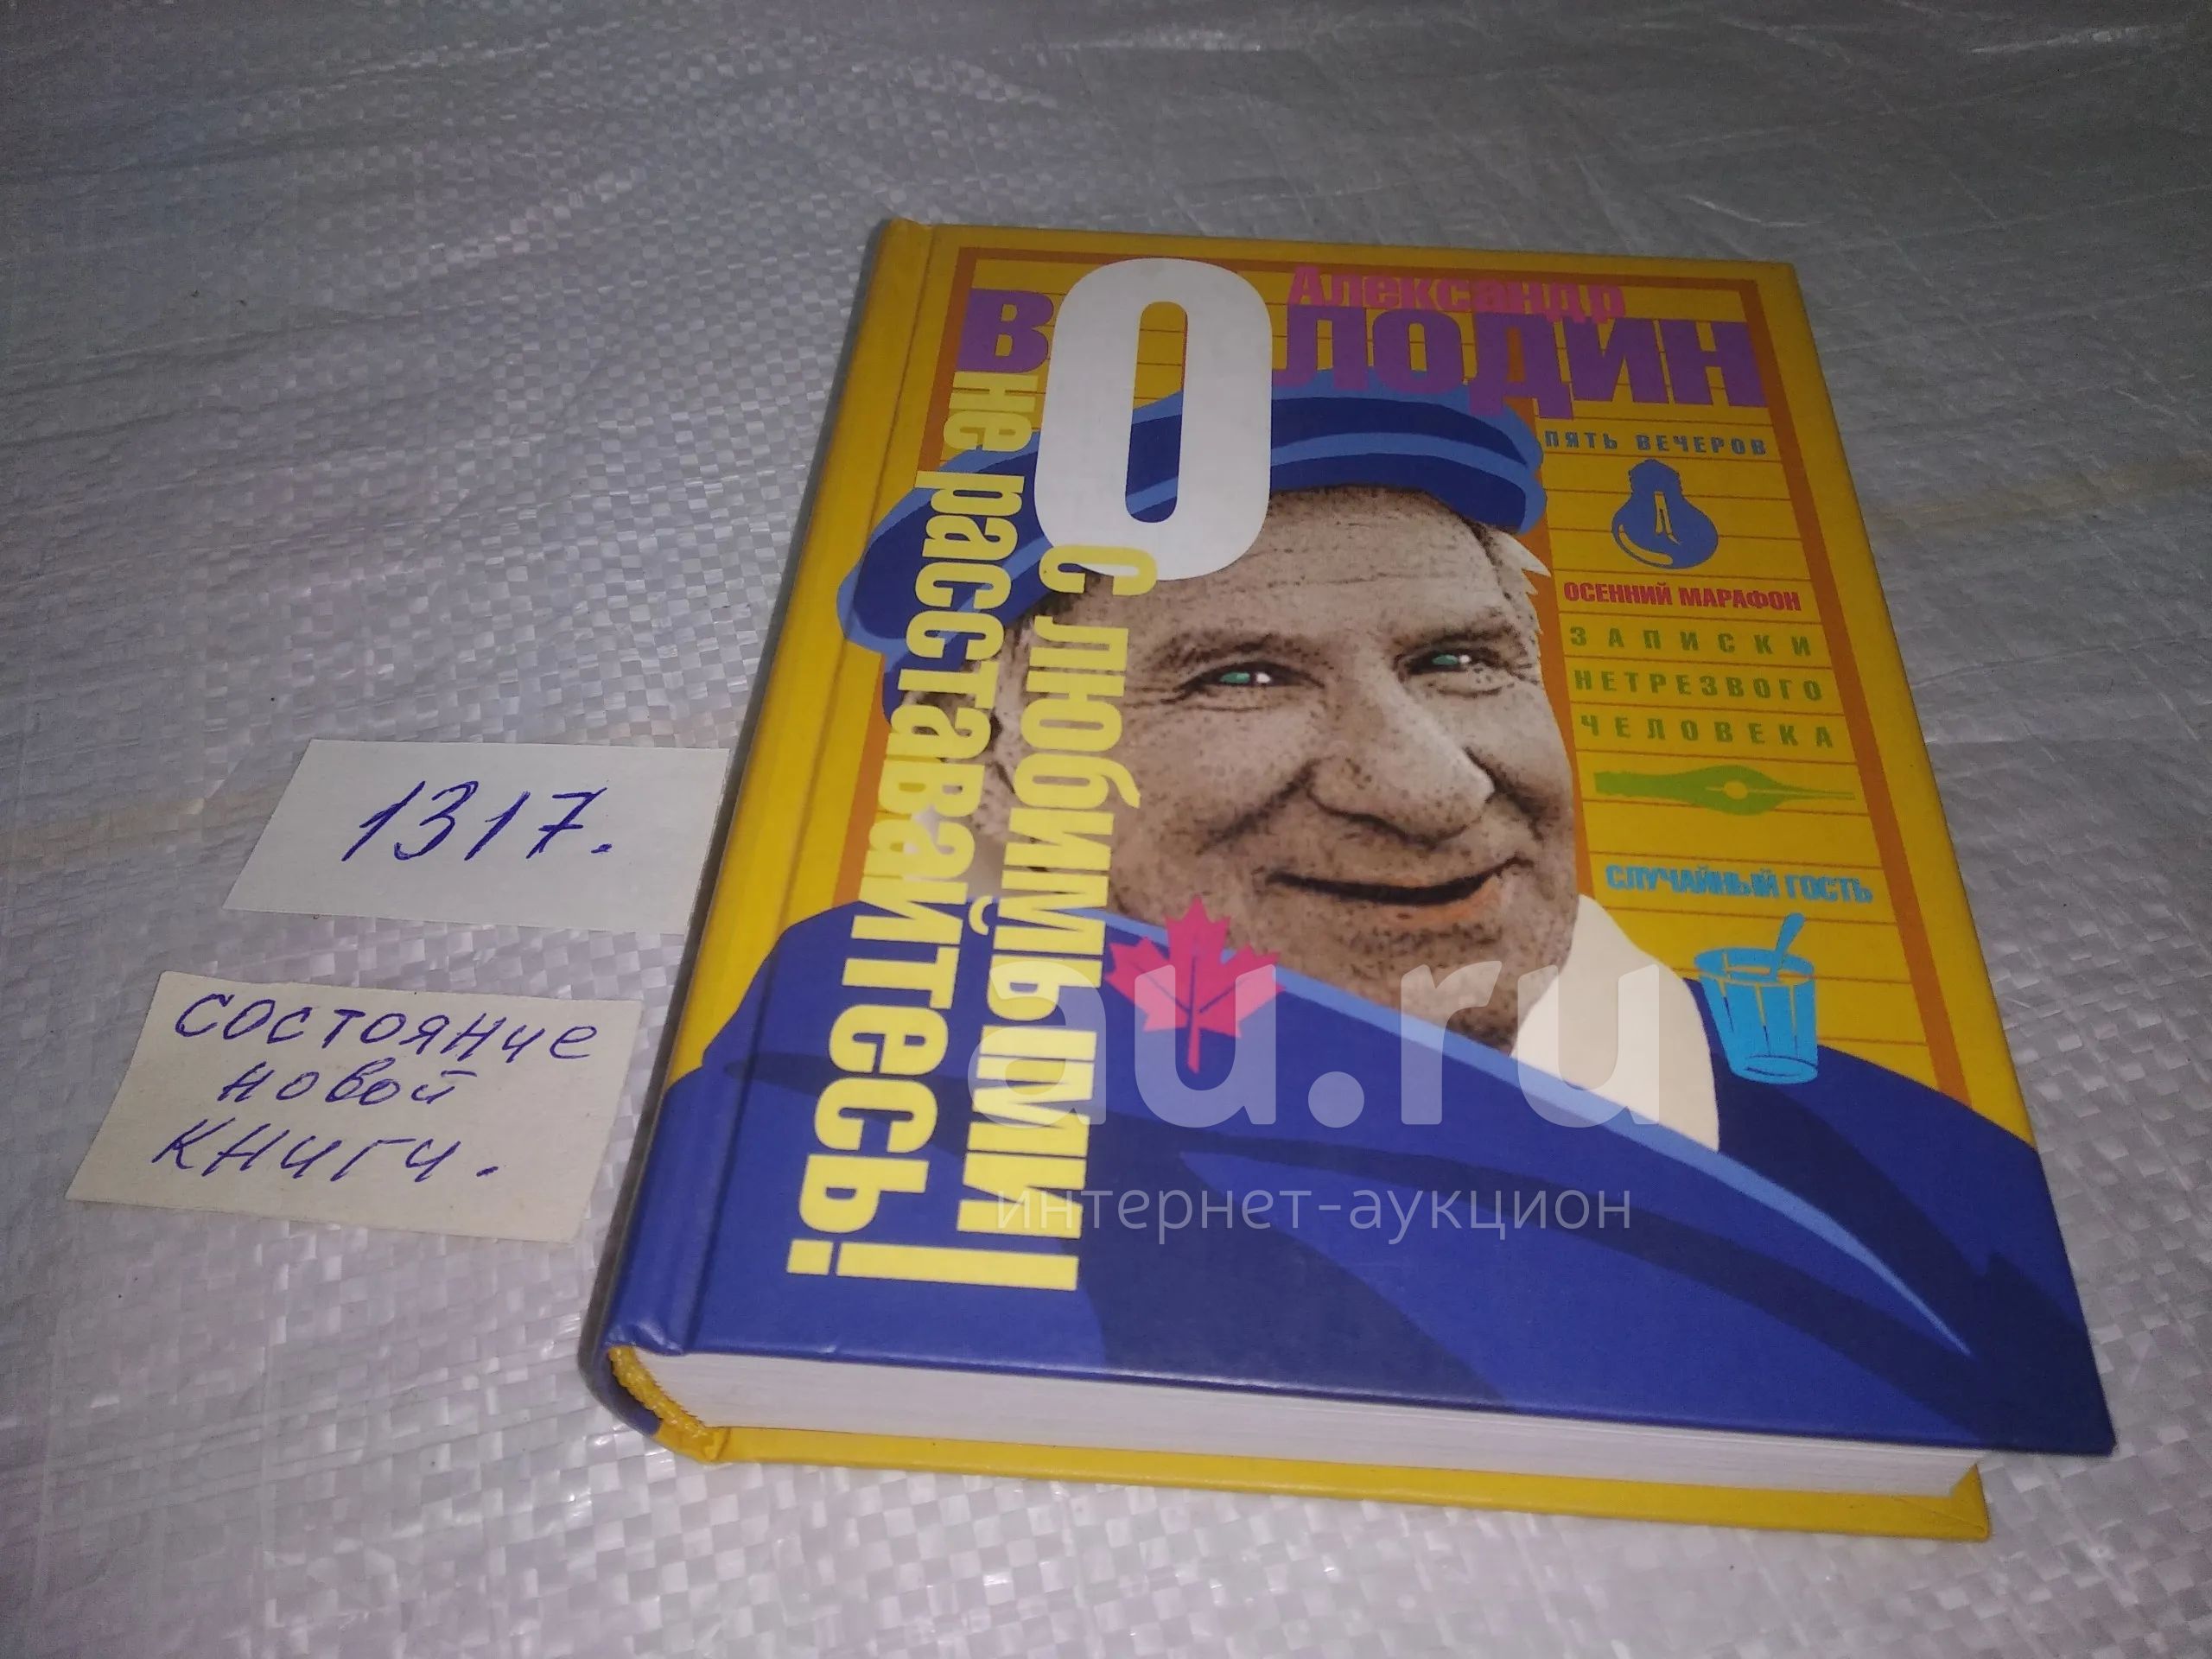 Александр
Володин
с любимыми
не расставайтесь!
ПЯТЬ ВЕЧЕРОВ
ОСЕННИЙ МАРАФОН
ЗАПИСКИ
НЕТРЕЗВОГО
ЧЕЛОВЕКА
СЛУЧАЙНЫЙ ГОСТЬ
1317.
состояние
новой
книги.
au.ru
интернет-аукцион